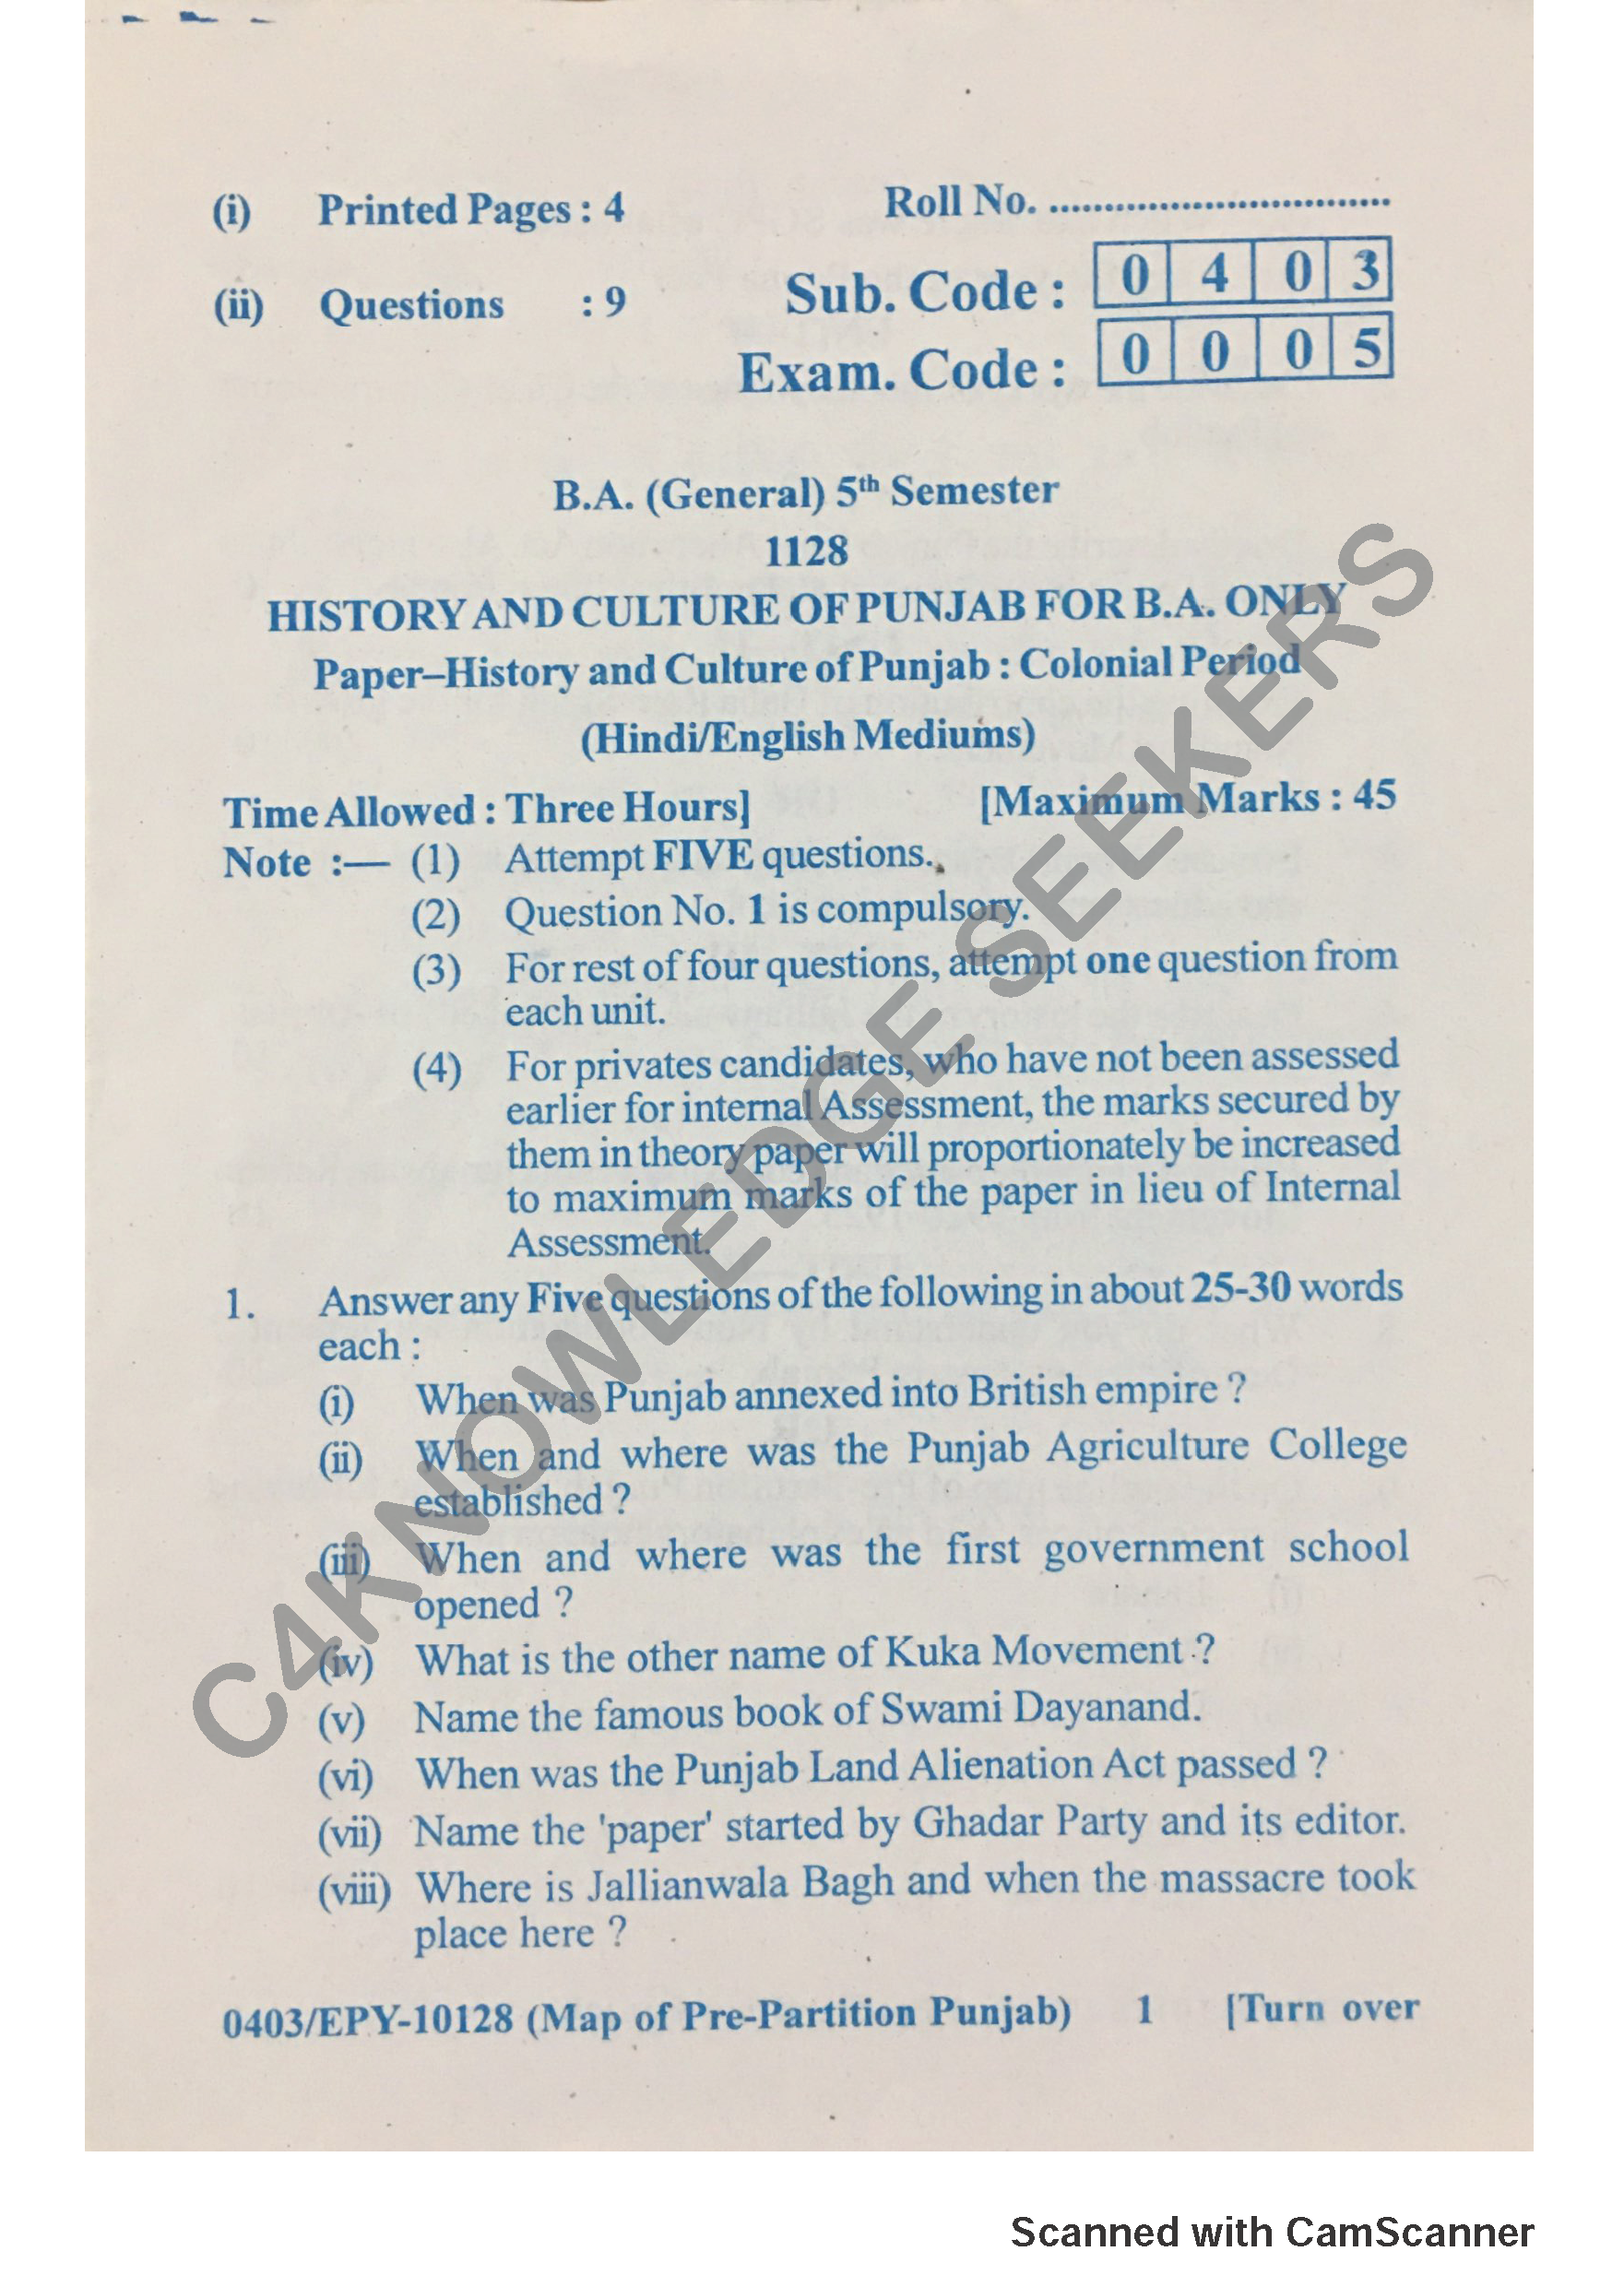 (i) Printed Pages : 4 Roll No. ................................
(ii) Questions : 9 Sub. Code : 0 4 0 3
Exam. Code : 0 0 0 5
B.A. (General) 5th Semester
1128
HISTORY AND CULTURE OF PUNJAB FOR B.A. ONLY
Paper–History and Culture of Punjab : Colonial Period
(Hindi/English Mediums)
Time Allowed : Three Hours] [Maximum Marks : 45
Note :— (1) Attempt FIVE questions.
(2) Question No. 1 is compulsory.
(3) For rest of four questions, attempt one question from
each unit.
(4) For privates candidates, who have not been assessed
earlier for internal Assessment, the marks secured by
them in theory paper will proportionately be increased
to maximum marks of the paper in lieu of Internal
Assessment.
1. Answer any Five questions of the following in about 25-30 words
each :
(i) When was Punjab annexed into British empire ?
(ii) When and where was the Punjab Agriculture College
established ?
(iii) When and where was the first government school
opened ?
(iv) What is the other name of Kuka Movement ?
(v) Name the famous book of Swami Dayanand.
(vi) When was the Punjab Land Alienation Act passed ?
(vii) Name the 'paper' started by Ghadar Party and its editor.
(viii) Where is Jallianwala Bagh and when the massacre took
place here ?
0403/EPY-10128 (Map of Pre-Partition Punjab) 1 [Turn over
C4KNOWLEDGE SEEKERS
Scanned with CamScanner